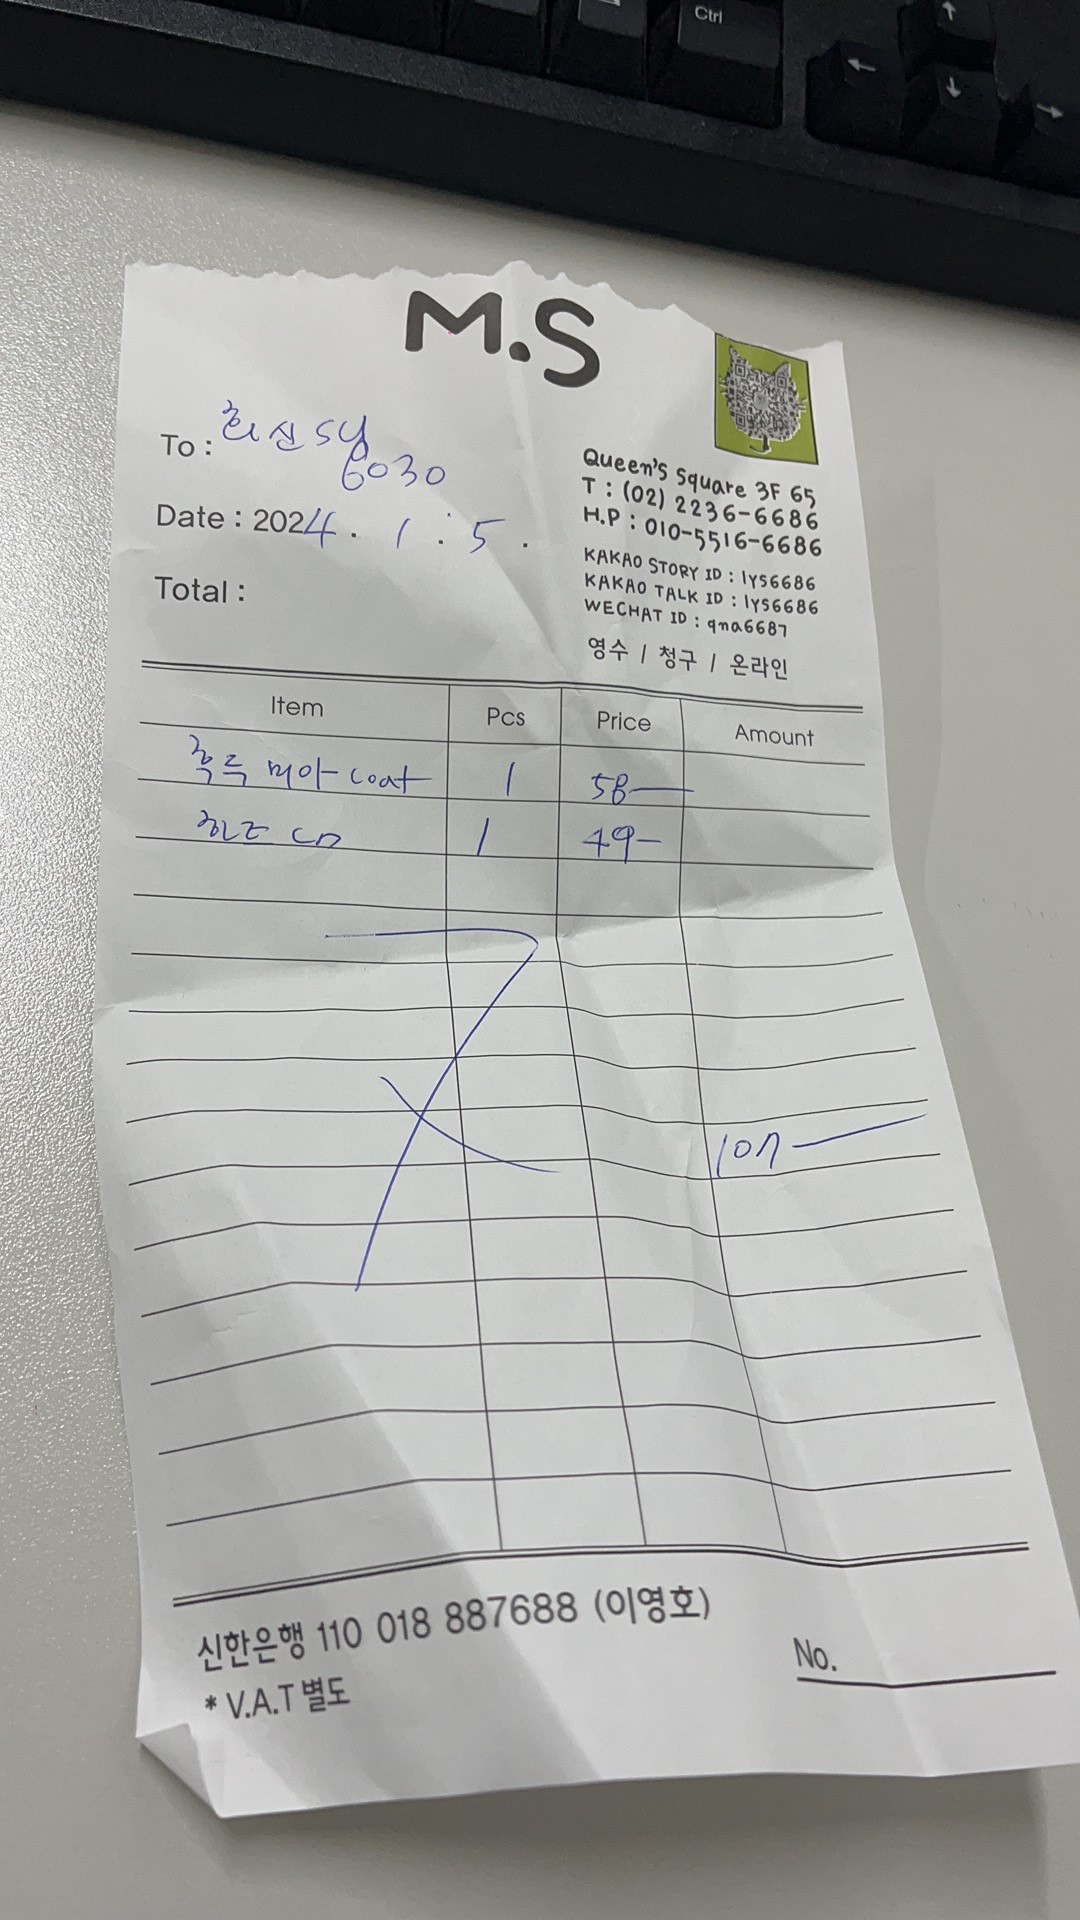 Ctrl
M.S
To : 최신 SY
6030
Date : 2024. 1. 5.
Total :
Queen's Square 3F 65
T : (02) 2236-6686
H.P : 010-5516-6686
KAKAO STORY ID : lys6686
KAKAO TALK ID : lys6686
WECHAT ID : qna6687
영수 / 청구 / 온라인
Item Pcs Price Amount
coat 1 58-
1 49-
107-
신한은행 110 018 887688 (이영호)
* V.A.T 별도
No.